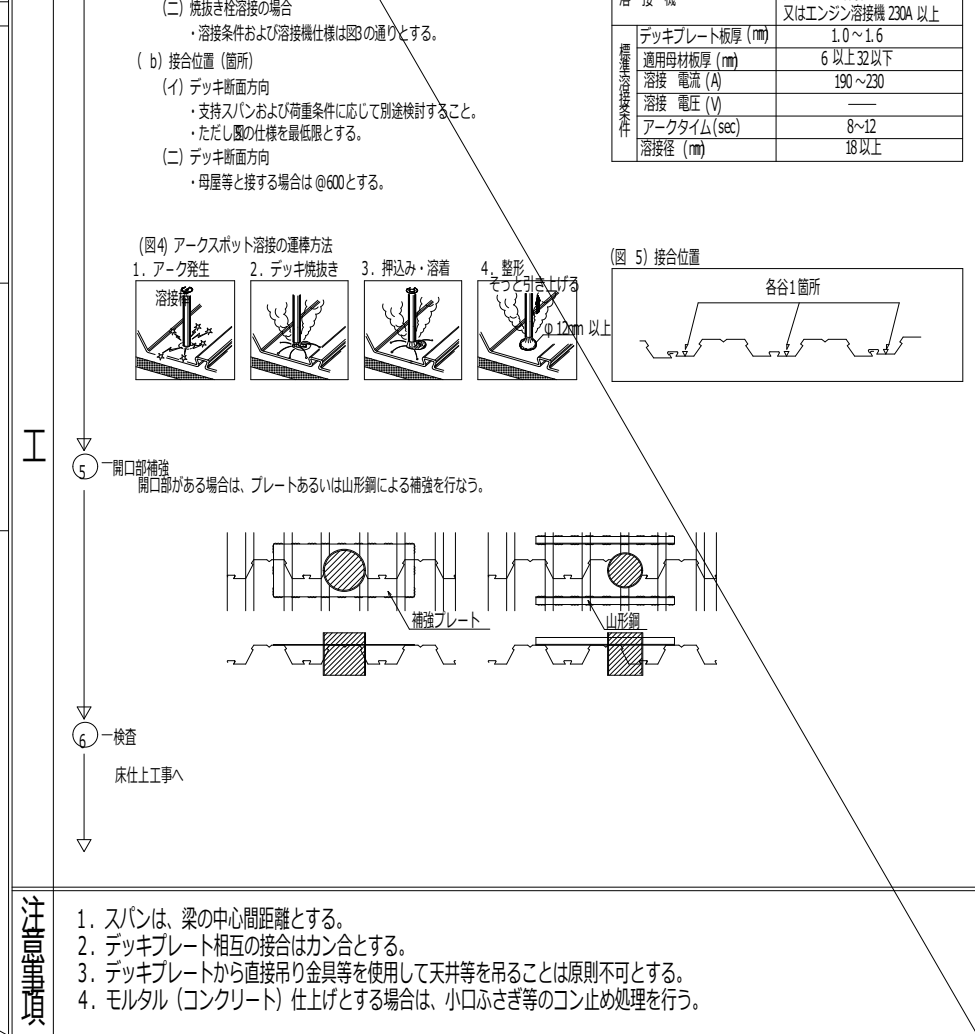 (二) 焼抜き栓溶接の場合
・溶接条件および溶接機仕様は図3の通りとする。
( b) 接合位置（箇所)
(イ) デッキ断面方向
・支持スパンおよび荷重条件に応じて別途検討すること。
・ただし図の仕様を最低限とする。
(二) デッキ断面方向
・母屋等と接する場合は@600とする。
溶 接 機
又はエンジン溶接機 230A 以上
標準溶接条件
デッキプレート板厚 (mm) 1.0～1.6
適用母材板厚 (mm) 6 以上32以下
溶接 電流 (A) 190～230
溶接 電圧 (V) ――
アークタイム(sec) 8～12
溶接径 (mm) 18以上
(図4) アークスポット溶接の運棒方法
1. アーク発生 2. デッキ焼抜き 3. 押込み・溶着 4. 整形
そっと引き上げる
φ 12mm 以上
(図 5) 接合位置
各谷1箇所
工
5 開口部補強
開口部がある場合は、プレートあるいは山形鋼による補強を行なう。
補強プレート
山形鋼
6 検査
床仕上工事へ
注意事項
1. スパンは、梁の中心間距離とする。
2. デッキプレート相互の接合はカン合とする。
3. デッキプレートから直接吊り金具等を使用して天井等を吊ることは原則不可とする。
4. モルタル（コンクリート）仕上げとする場合は、小口ふさぎ等のコン止め処理を行う。